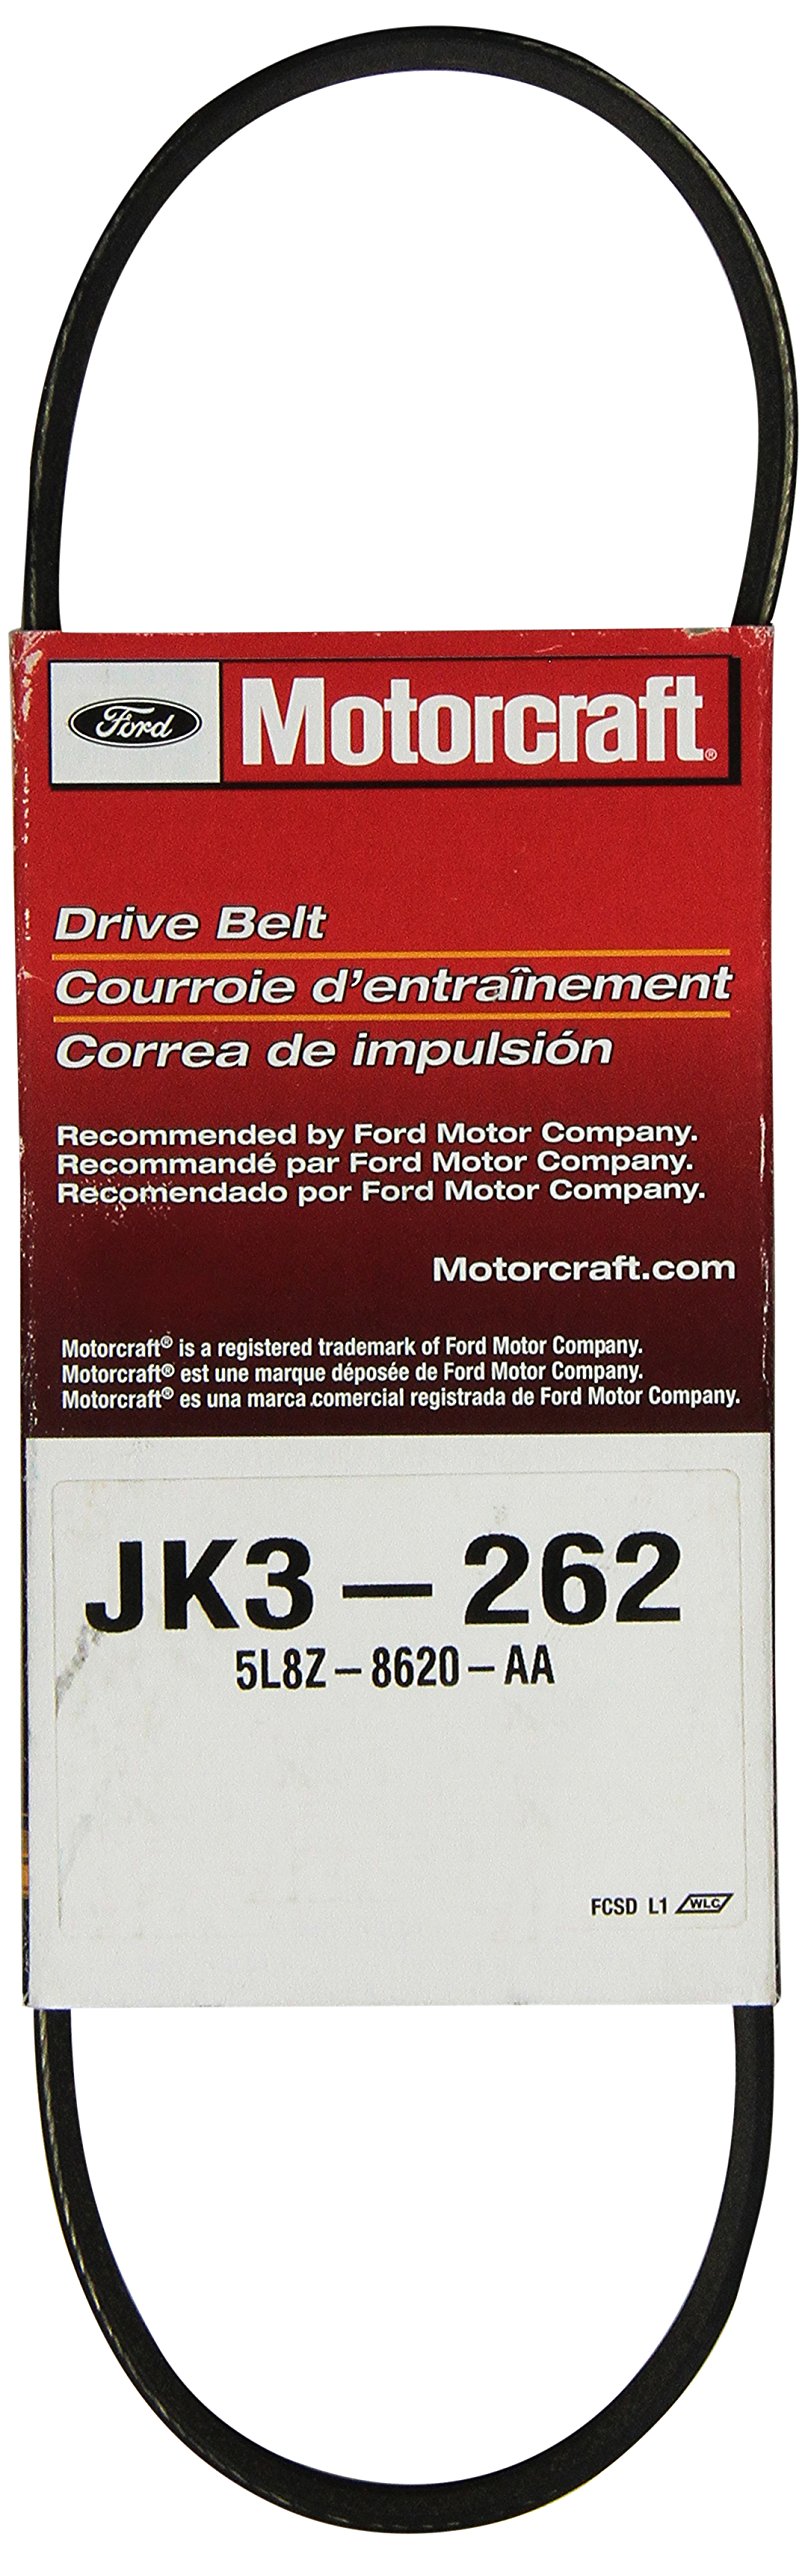 Ford Motorcraft®
Drive Belt
Courroie d'entraînement
Correa de impulsión
Recommended by Ford Motor Company.
Recommandé par Ford Motor Company.
Recomendado por Ford Motor Company.
Motorcraft.com
Motorcraft® is a registered trademark of Ford Motor Company.
Motorcraft® est une marque déposée de Ford Motor Company.
Motorcraft® es una marca comercial registrada de Ford Motor Company.
JK3-262
5L8Z-8620-AA
FCSD L1 WLC